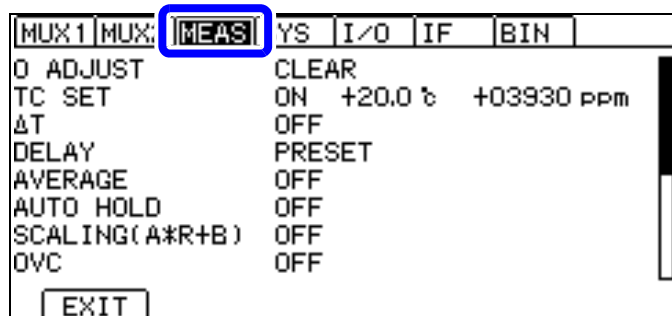 MUX1 MUX: MEAS YS I/O IF BIN
0 ADJUST CLEAR
TC SET ON +20.0 ℃ +03930 ppm
ΔT OFF
DELAY PRESET
AVERAGE OFF
AUTO HOLD OFF
SCALING(A*R+B) OFF
OVC OFF
EXIT